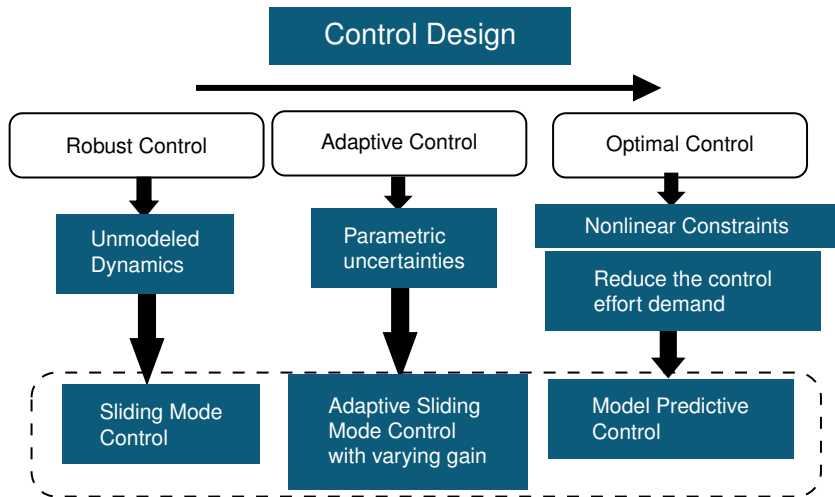 Control Design
Robust Control
Adaptive Control
Optimal Control
Unmodeled
Dynamics
Parametric
uncertainties
Nonlinear Constraints
Reduce the control
effort demand
Sliding Mode
Control
Adaptive Sliding
Mode Control
with varying gain
Model Predictive
Control